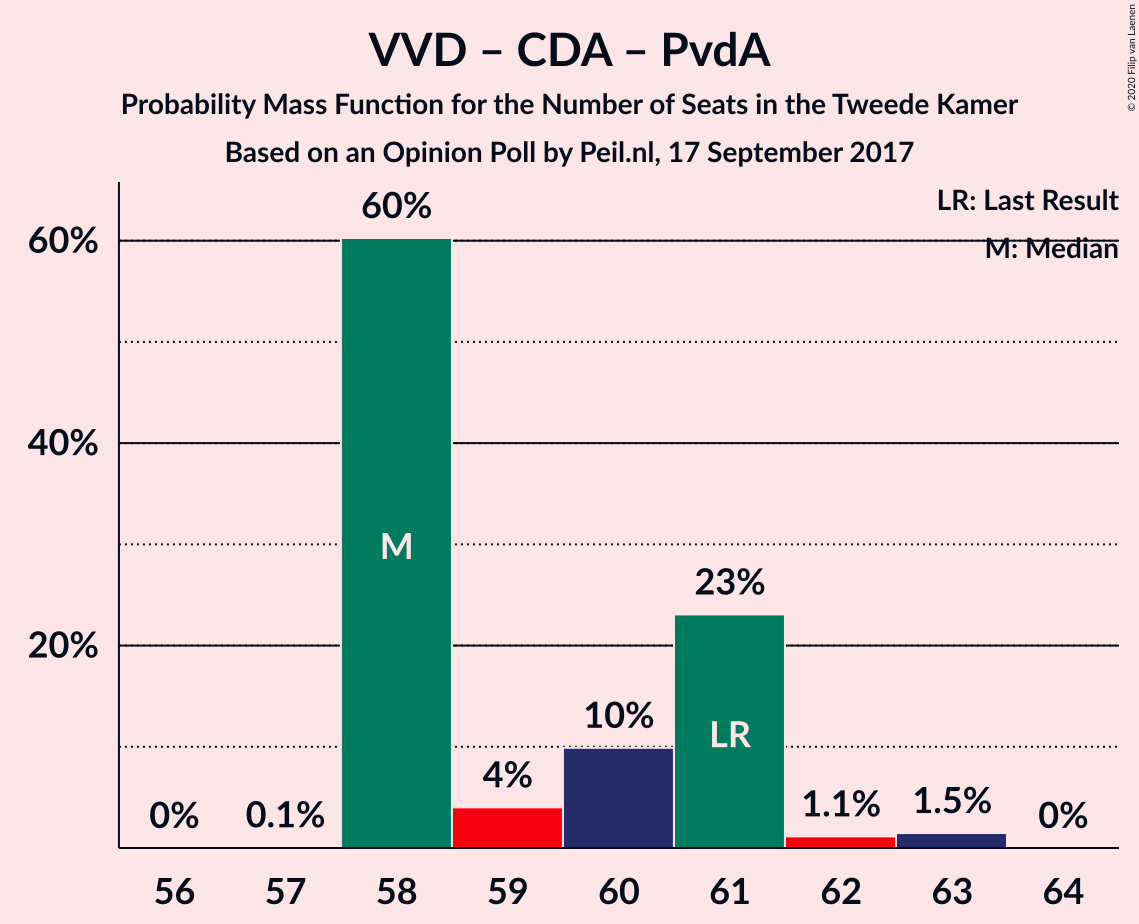 VVD – CDA – PvdA
Probability Mass Function for the Number of Seats in the Tweede Kamer
Based on an Opinion Poll by Peil.nl, 17 September 2017
© 2020 Filip van Laenen
LR: Last Result
M: Median
60%
40%
20%
0%
0.1%
60%
4%
10%
23%
1.1%
1.5%
0%
M
LR
56 57 58 59 60 61 62 63 64